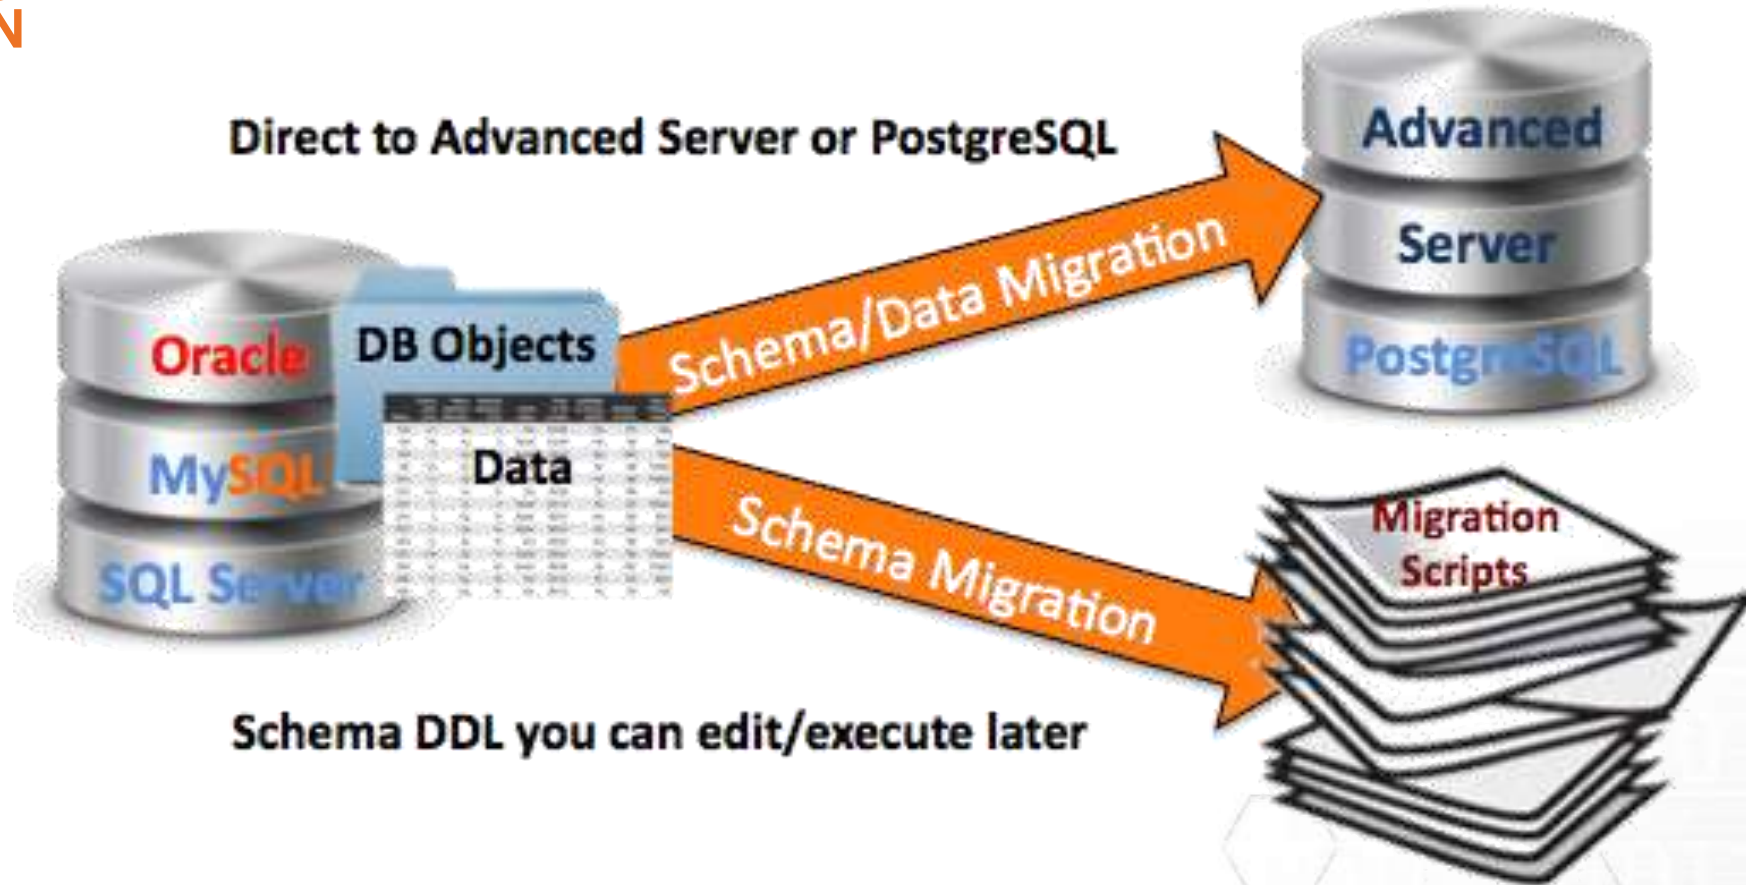 N
Direct to Advanced Server or PostgreSQL
Advanced
Server
PostgreSQL
Schema/Data Migration
Oracle
MySQL
SQL Server
DB Objects
Data
Schema Migration
Migration
Scripts
Schema DDL you can edit/execute later